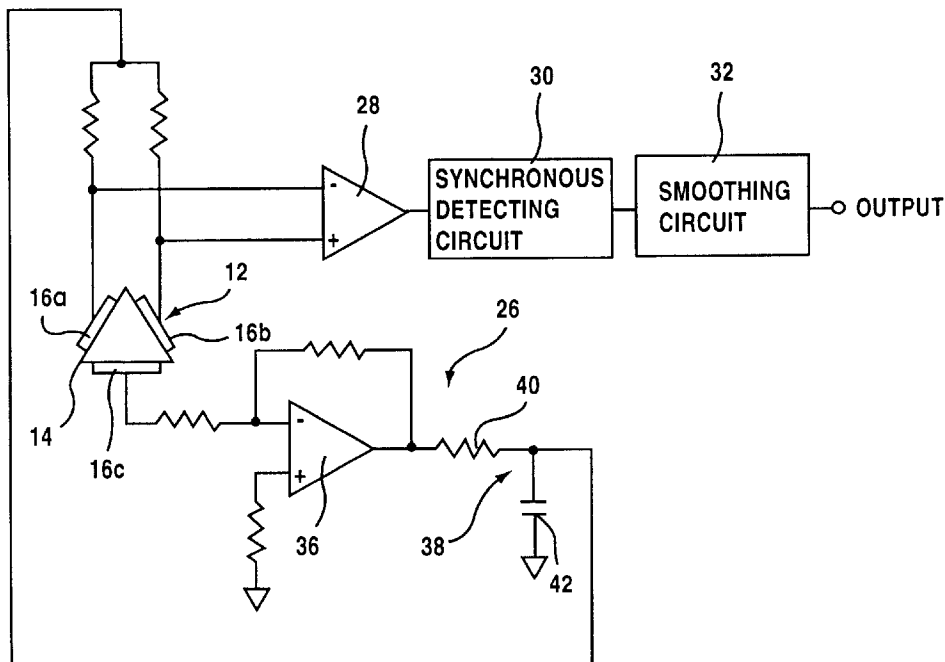 30
32
28
-
+
SYNCHRONOUS
DETECTING
CIRCUIT
SMOOTHING
CIRCUIT
OUTPUT
12
16a
16b
26
40
-
+
14
16c
36
38
42